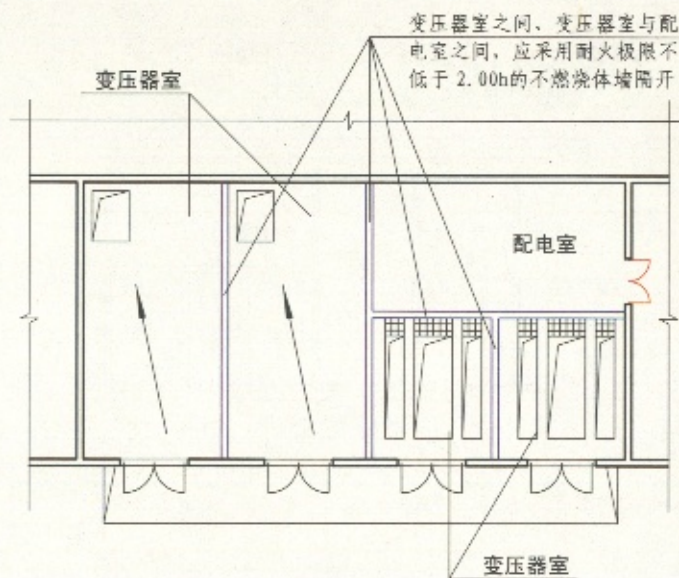 变压器室之间、变压器室与配
电室之间，应采用耐火极限不
低于 2.00h的不燃烧体墙隔开
变压器室
配电室
变压器室